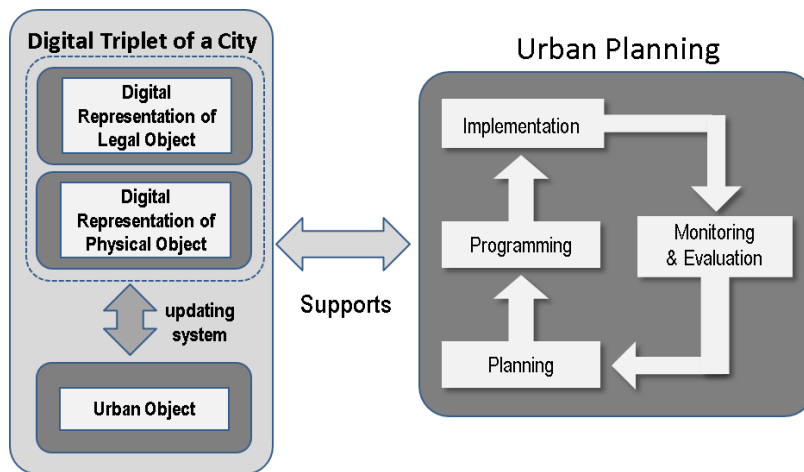 Digital Triplet of a City
Digital
Representation of
Legal Object
Digital
Representation of
Physical Object
updating
system
Urban Object
Supports
Urban Planning
Implementation
Programming
Monitoring
& Evaluation
Planning